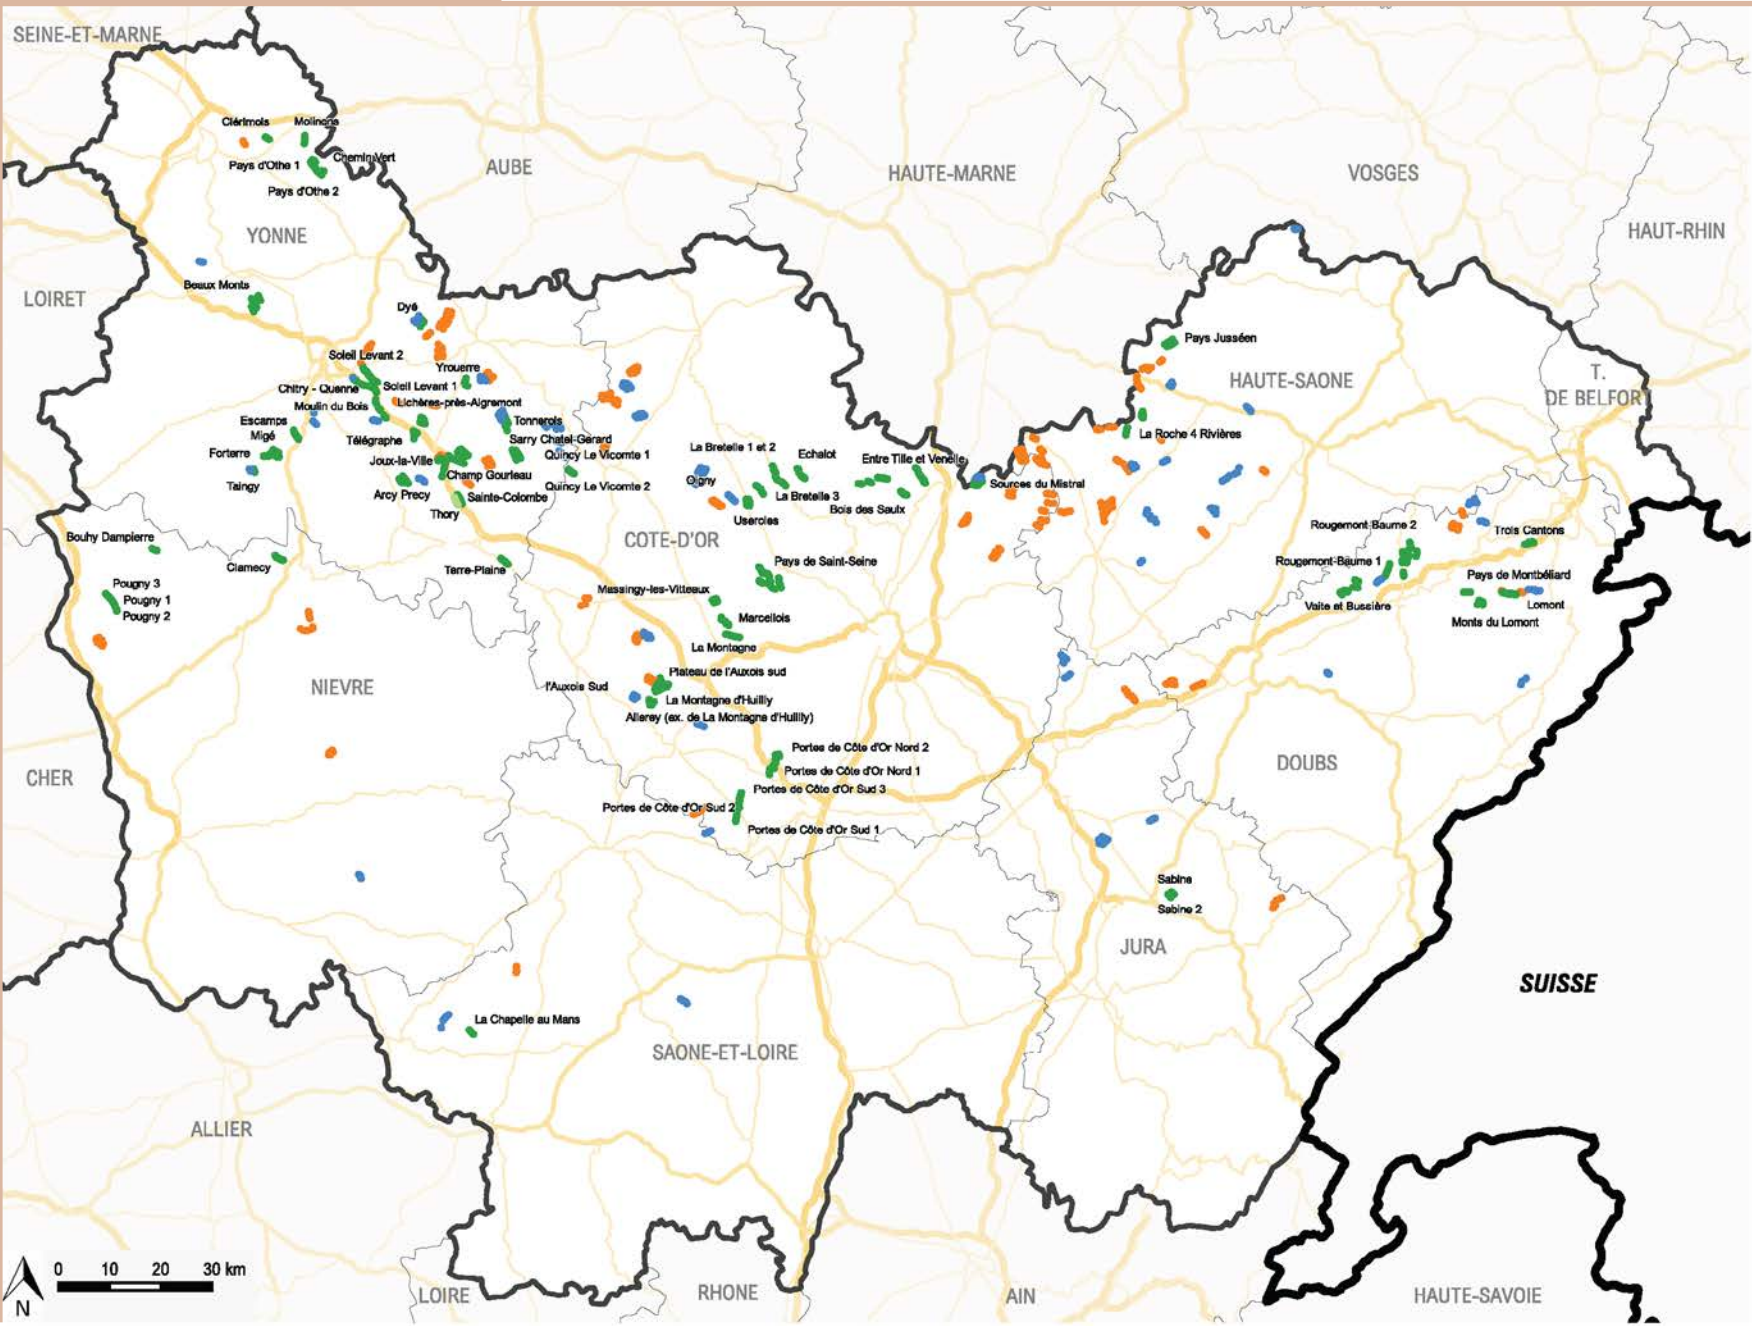 SEINE-ET-MARNE
Clérimois
Molinons
Pays d'Othe 1
Chemin Vert
Pays d'Othe 2
AUBE
HAUTE-MARNE
VOSGES
HAUT-RHIN
YONNE
LOIRET
Beaux Monts
Dyé
Soleil Levant 2
Yrouerre
Chitry - Quenne
Soleil Levant 1
Moulin du Bois
Lichères-près-Aigremont
Escamps
Tonnerois
Migé
Télégraphe
Sarry Chatel-Gérard
Forterre
Joux-la-Ville
Quincy Le Vicomte 1
Champ Gourleau
Taingy
Quincy Le Vicomte 2
Arcy Precy
Sainte-Colombe
Thory
La Bretelle 1 et 2
Echalot
Entre Tille et Venelle
Oigny
La Bretelle 3
Bois des Saulx
Useroles
Sources du Mistral
Pays Jusséen
HAUTE-SAONE
T.
DE BELFORT
La Roche 4 Rivières
Bouhy Dampierre
Clamecy
Terre-Plaine
COTE-D'OR
Pougny 3
Pougny 1
Pougny 2
Pays de Saint-Seine
Massingy-les-Vitteaux
Marcellois
La Montagne
Rougemont-Baume 2
Trois Cantons
Rougemont-Baume 1
Pays de Montbéliard
Vaite et Bussière
Lomont
Monts du Lomont
NIEVRE
l'Auxois Sud
Plateau de l'Auxois sud
La Montagne d'Huilly
Allerey (ex. de La Montagne d'Huillly)
Portes de Côte d'Or Nord 2
Portes de Côte d'Or Nord 1
Portes de Côte d'Or Sud 3
Portes de Côte d'Or Sud 2
Portes de Côte d'Or Sud 1
CHER
DOUBS
Sabine
Sabine 2
JURA
SUISSE
La Chapelle au Mans
SAONE-ET-LOIRE
ALLIER
0 10 20 30 km
N
LOIRE
RHONE
AIN
HAUTE-SAVOIE